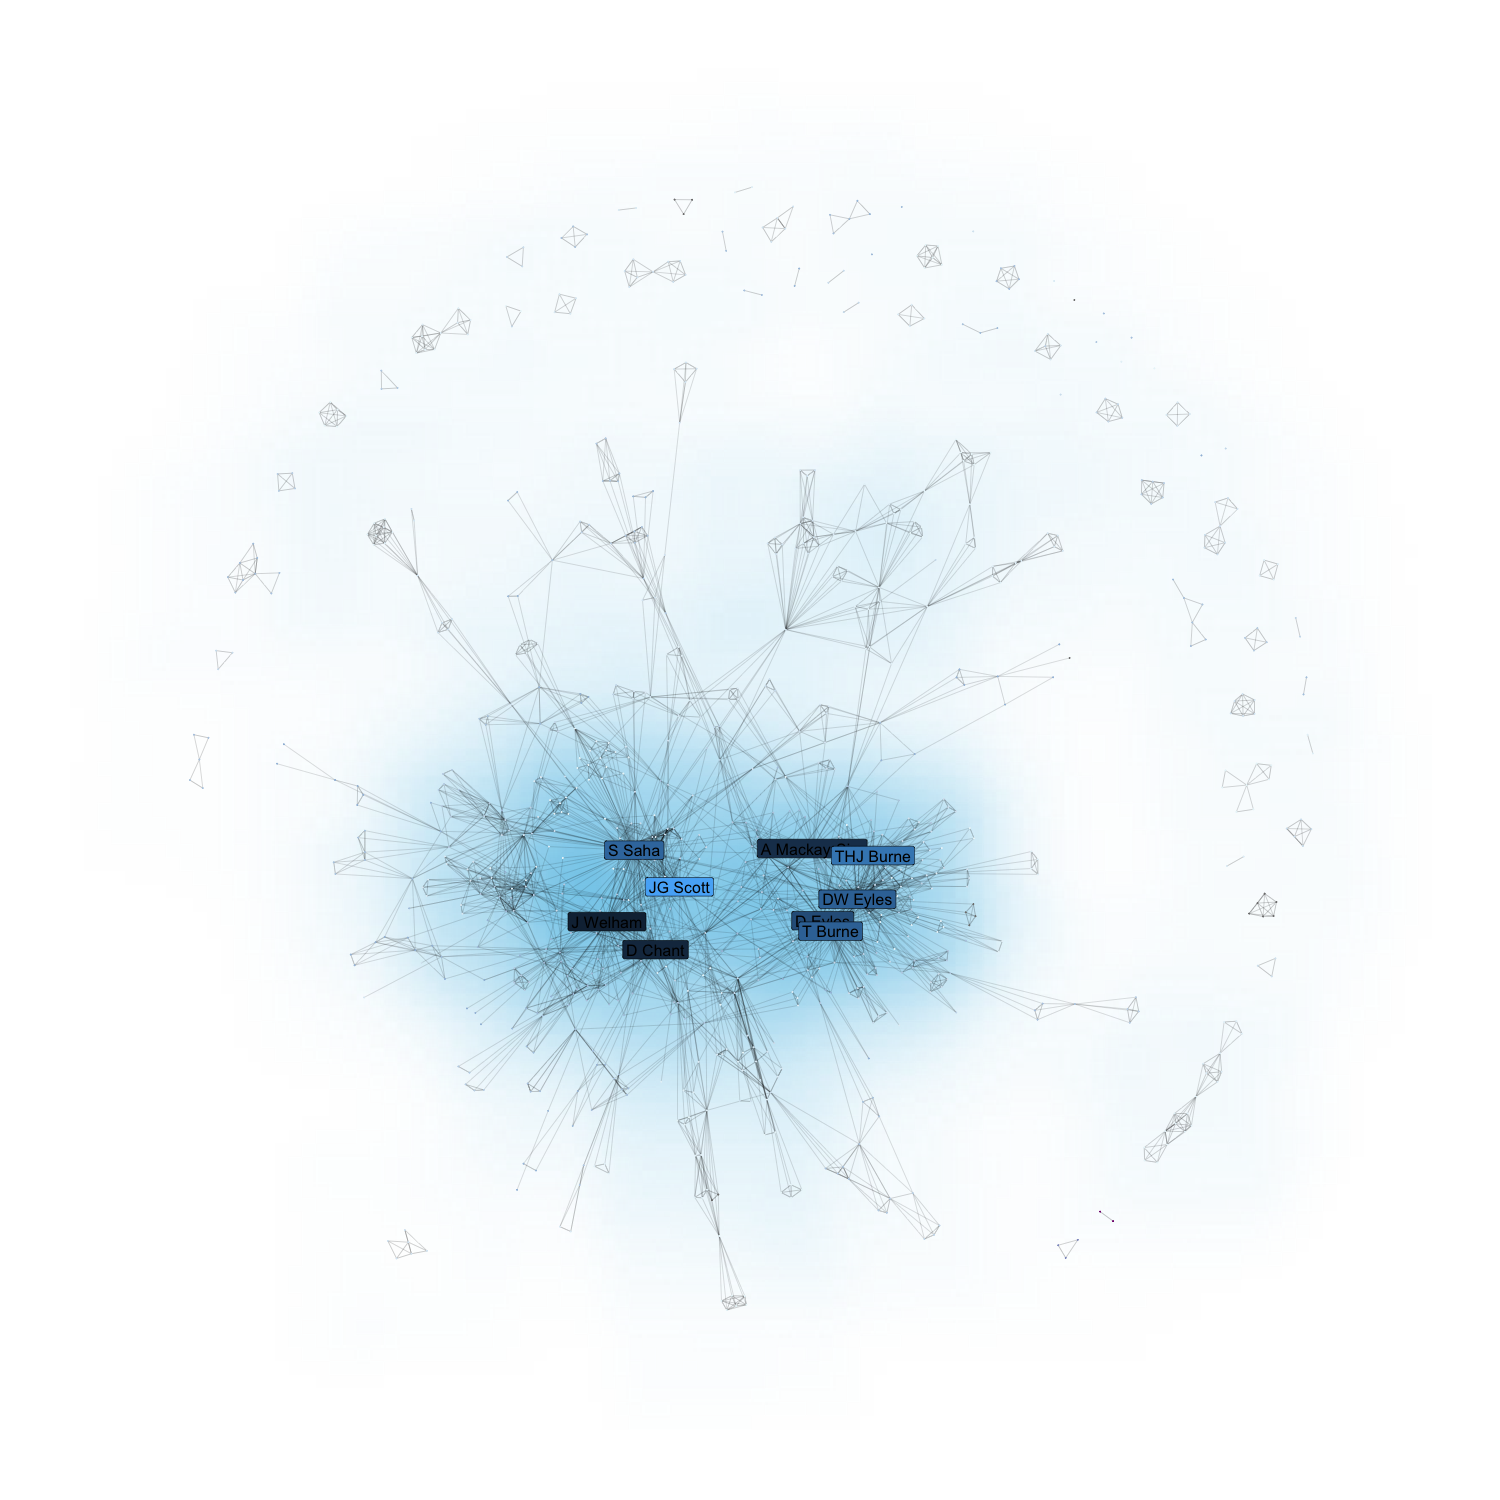 S Saha
A Mackay
THJ Burne
JG Scott
DW Eyles
J Welham
D Eyles
T Burne
D Chant